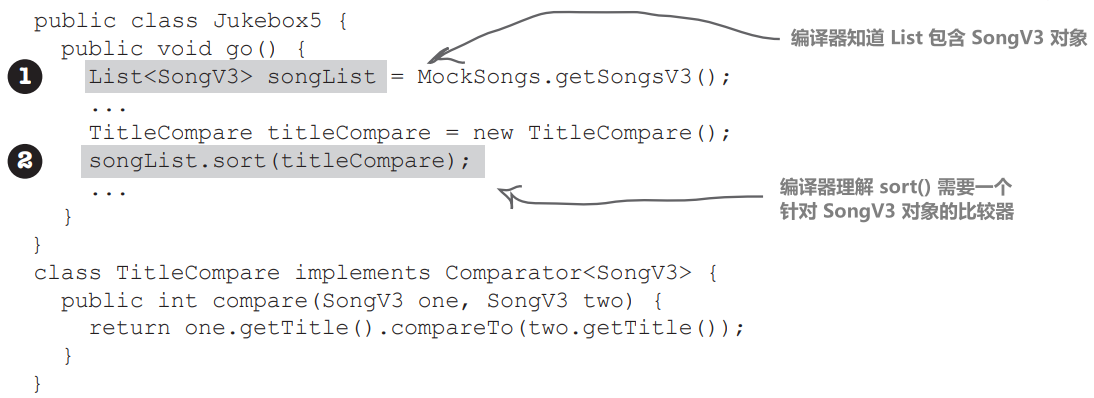 public class Jukebox5 {
public void go() {
编译器知道 List 包含 SongV3 对象
1 List<SongV3> songList = MockSongs.getSongsV3();
...
TitleCompare titleCompare = new TitleCompare();
2 songList.sort(titleCompare);
...
编译器理解 sort() 需要一个
针对 SongV3 对象的比较器
}
}
class TitleCompare implements Comparator<SongV3> {
public int compare(SongV3 one, SongV3 two) {
return one.getTitle().compareTo(two.getTitle());
}
}